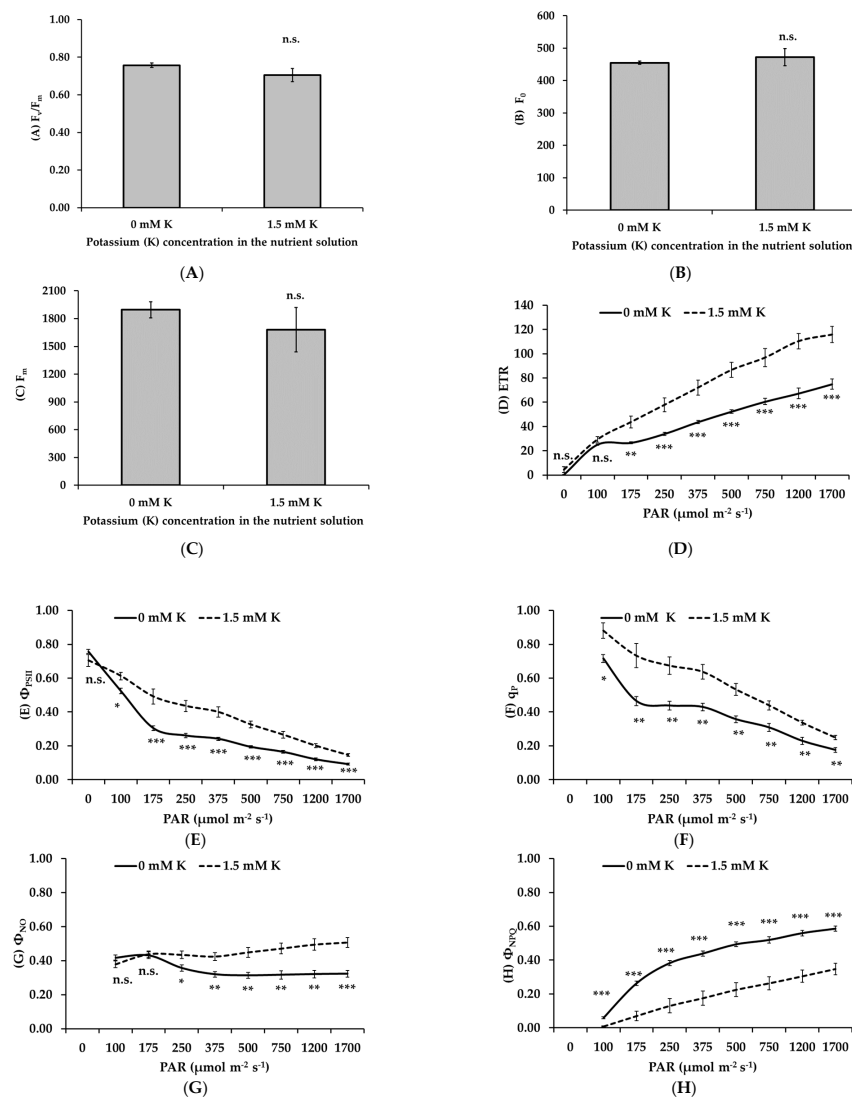 1.00
0.80
0.60
0.40
0.20
0.00
(A) Fv/Fm
n.s.
0 mM K 1.5 mM K
Potassium (K) concentration in the nutrient solution
(A)
600
500
400
300
200
100
0
(B) F0
n.s.
0 mM K 1.5 mM K
Potassium (K) concentration in the nutrient solution
(B)
2100
1800
1500
1200
900
600
300
0
(C) Fm
n.s.
0 mM K 1.5 mM K
Potassium (K) concentration in the nutrient solution
(C)
140
120
100
80
60
40
20
0
(D) ETR
0 mM K 1.5 mM K
n.s. n.s. ** *** *** *** *** *** ***
0 100 175 250 375 500 750 1200 1700
PAR (µmol m-2 s-1)
(D)
1.00
0.80
0.60
0.40
0.20
0.00
(E) ΦPSII
0 mM K 1.5 mM K
n.s. * *** *** *** *** *** *** ***
0 100 175 250 375 500 750 1200 1700
PAR (µmol m-2 s-1)
(E)
1.00
0.80
0.60
0.40
0.20
0.00
(F) qP
0 mM K 1.5 mM K
* ** ** ** ** ** ** **
0 100 175 250 375 500 750 1200 1700
PAR (µmol m-2 s-1)
(F)
1.00
0.80
0.60
0.40
0.20
0.00
(G) ΦNO
0 mM K 1.5 mM K
n.s. n.s. * ** ** ** ** ***
0 100 175 250 375 500 750 1200 1700
PAR (µmol m-2 s-1)
(G)
1.00
0.80
0.60
0.40
0.20
0.00
(H) ΦNPQ
0 mM K 1.5 mM K
*** *** *** *** *** *** *** ***
0 100 175 250 375 500 750 1200 1700
PAR (µmol m-2 s-1)
(H)